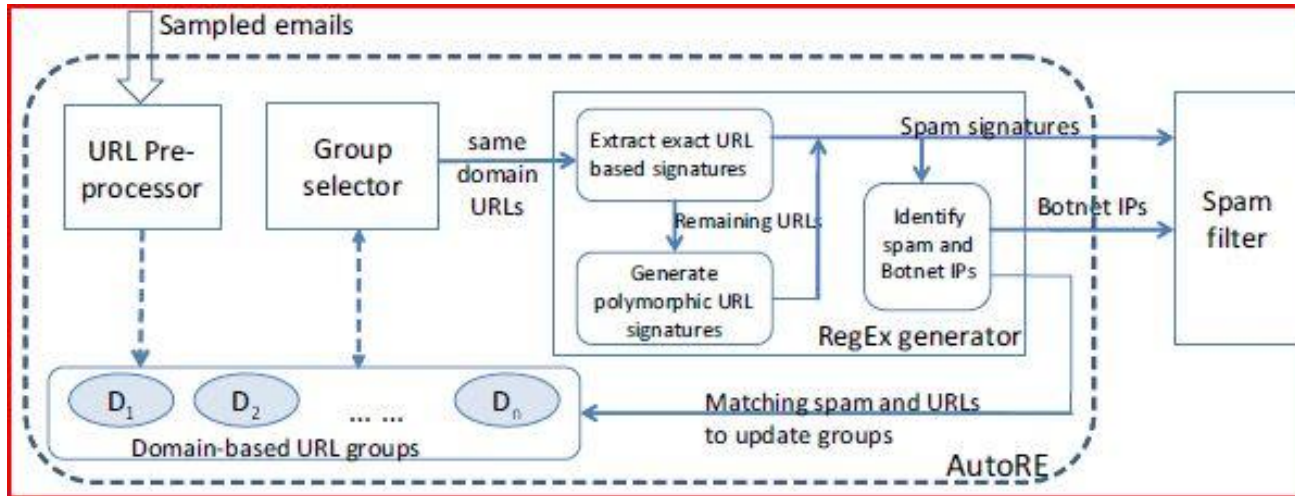 Sampled emails
URL Pre-
processor
Group
selector
same
domain
URLs
Extract exact URL
based signatures
Remaining URLs
Generate
polymorphic URL
signatures
Spam signatures
Identify
spam and
Botnet IPs
RegEx generator
Botnet IPs
Spam
filter
D1
D2
... ...
Dn
Domain-based URL groups
Matching spam and URLs
to update groups
AutoRE